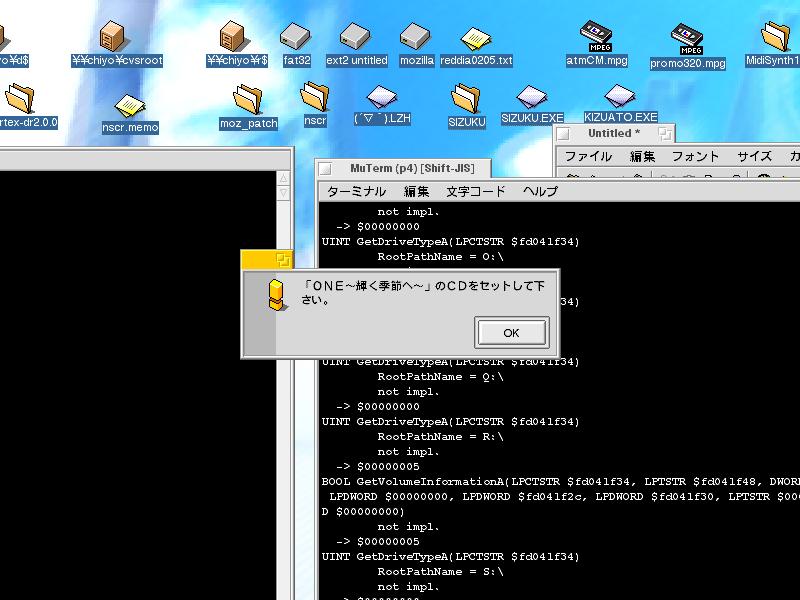 ¥d$
¥¥chiyo¥cvsroot
¥¥chiyo¥r$
fat32
ext2 untitled
mozilla
reddia0205.txt
atmCM.mpg
promo320.mpg
MidiSynth1
MPEG
MPEG
rtex-dr2.0.0
nscr.memo
moz_patch
nscr
(´▽`).LZH
SIZUKU
SIZUKU.EXE
KIZUATO.EXE
Untitled *
ファイル 編集 フォント サイズ カ
MuTerm (p4) [Shift-JIS]
ターミナル 編集 文字コード ヘルプ
not impl.
-> $00000000
UINT GetDriveTypeA(LPCTSTR $fd041f34)
RootPathName = O:\
34)
「ＯＮＥ～輝く季節へ～」のＣＤをセットして下
さい。
OK
UINT GetDriveTypeA(LPCTSTR $fd041f34)
RootPathName = Q:\
not impl.
-> $00000000
UINT GetDriveTypeA(LPCTSTR $fd041f34)
RootPathName = R:\
not impl.
-> $00000005
BOOL GetVolumeInformationA(LPCTSTR $fd041f34, LPTSTR $fd041f48, DWOR
LPDWORD $00000000, LPDWORD $fd041f2c, LPDWORD $fd041f30, LPTSTR $00
D $00000000)
not impl.
-> $00000005
UINT GetDriveTypeA(LPCTSTR $fd041f34)
RootPathName = S:\
not impl.